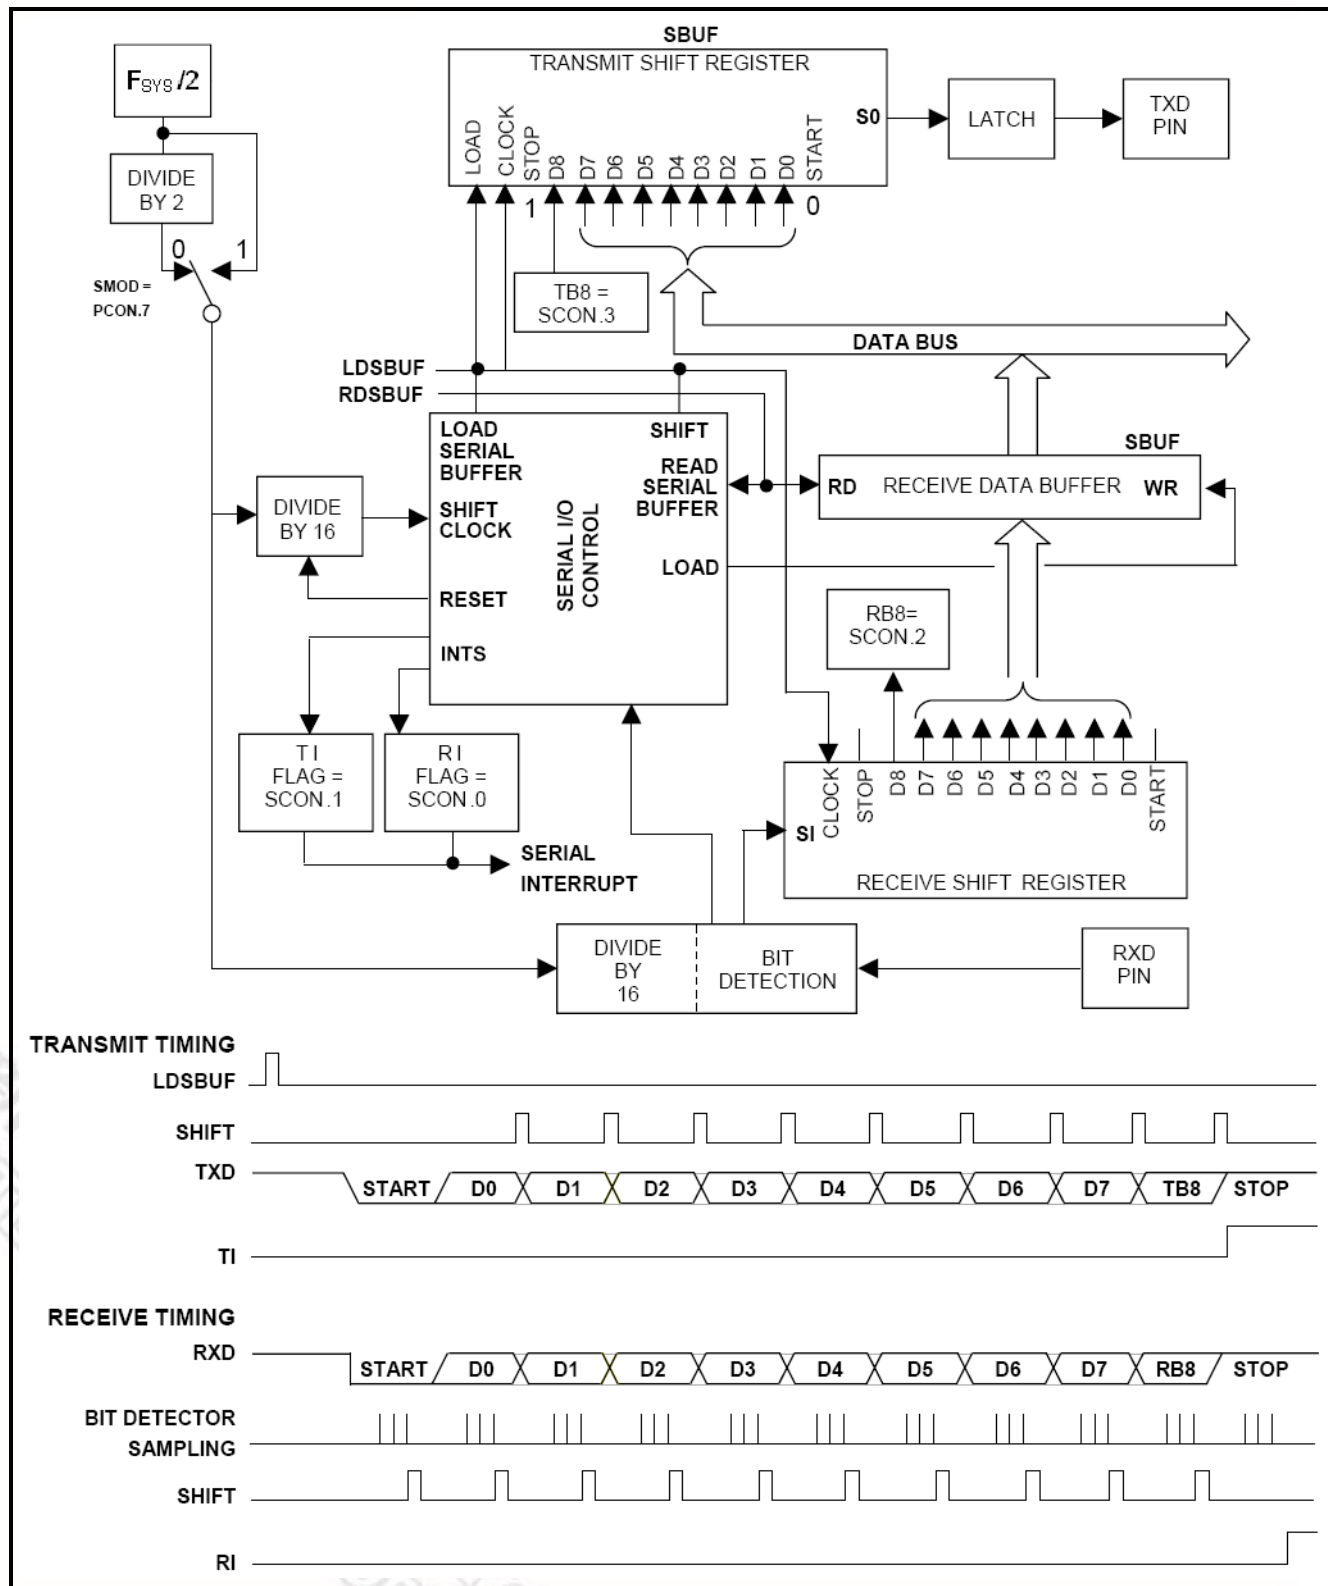 SBUF
TRANSMIT SHIFT REGISTER
FSYS /2
LOAD
CLOCK
STOP
D8
D7
D6
D5
D4
D3
D2
D1
D0
START
S0
LATCH
TXD
PIN
DIVIDE
BY 2
1
0
0
1
SMOD =
PCON.7
TB8 =
SCON.3
DATA BUS
LDSBUF
RDSBUF
LOAD
SERIAL
BUFFER
SHIFT
READ
SERIAL
BUFFER
SHIFT
CLOCK
SERIAL I/O
CONTROL
LOAD
RESET
INTS
DIVIDE
BY 16
SBUF
RD
RECEIVE DATA BUFFER
WR
RB8=
SCON.2
T I
FLAG =
SCON.1
R I
FLAG =
SCON.0
SERIAL
INTERRUPT
SI
CLOCK
STOP
D8
D7
D6
D5
D4
D3
D2
D1
D0
START
RECEIVE SHIFT REGISTER
DIVIDE
BY
16
BIT
DETECTION
RXD
PIN
TRANSMIT TIMING
LDSBUF
SHIFT
TXD
START D0 D1 D2 D3 D4 D5 D6 D7 TB8 STOP
TI
RECEIVE TIMING
RXD
START D0 D1 D2 D3 D4 D5 D6 D7 RB8 STOP
BIT DETECTOR
SAMPLING
SHIFT
RI